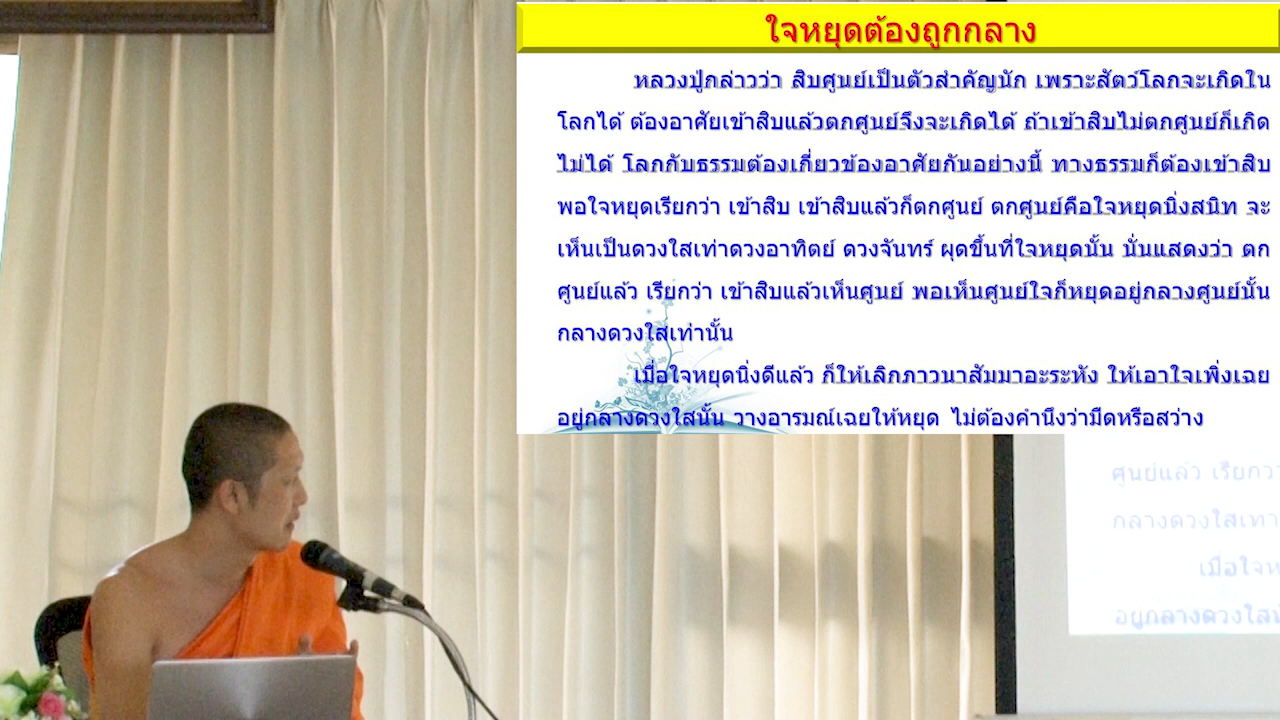 ใจหยุดต้องถูกกลาง
หลวงปู่กล่าวว่า สิบศูนย์เป็นตัวสำคัญนัก เพราะสัตว์โลกจะเกิดใน
โลกได้ ต้องอาศัยเข้าสิบแล้วตกศูนย์จึงจะเกิดได้ ถ้าเข้าสิบไม่ตกศูนย์ก็เกิด
ไม่ได้ โลกกับธรรมต้องเกี่ยวข้องอาศัยกันอย่างนี้ ทางธรรมก็ต้องเข้าสิบ
พอใจหยุดเรียกว่า เข้าสิบ เข้าสิบแล้วก็ตกศูนย์ ตกศูนย์คือใจหยุดนิ่งสนิท จะ
เห็นเป็นดวงใสเท่าดวงอาทิตย์ ดวงจันทร์ ผุดขึ้นที่ใจหยุดนั้น นั่นแสดงว่า ตก
ศูนย์แล้ว เรียกว่า เข้าสิบแล้วเห็นศูนย์ พอเห็นศูนย์ใจก็หยุดอยู่กลางศูนย์นั้น
กลางดวงใสเท่านั้น
เมื่อใจหยุดนิ่งดีแล้ว ก็ให้เลิกภาวนาสัมมาอะระหัง ให้เอาใจเพิ่งเฉย
อยู่กลางดวงใสนั้น วางอารมณ์เฉยให้หยุด ไม่ต้องคำนึงว่ามืดหรือสว่าง
ศูนย์แล้ว เรียกว
กลางดวงใสเท่า
เมื่อใจห
อยู่กลางดวงใส